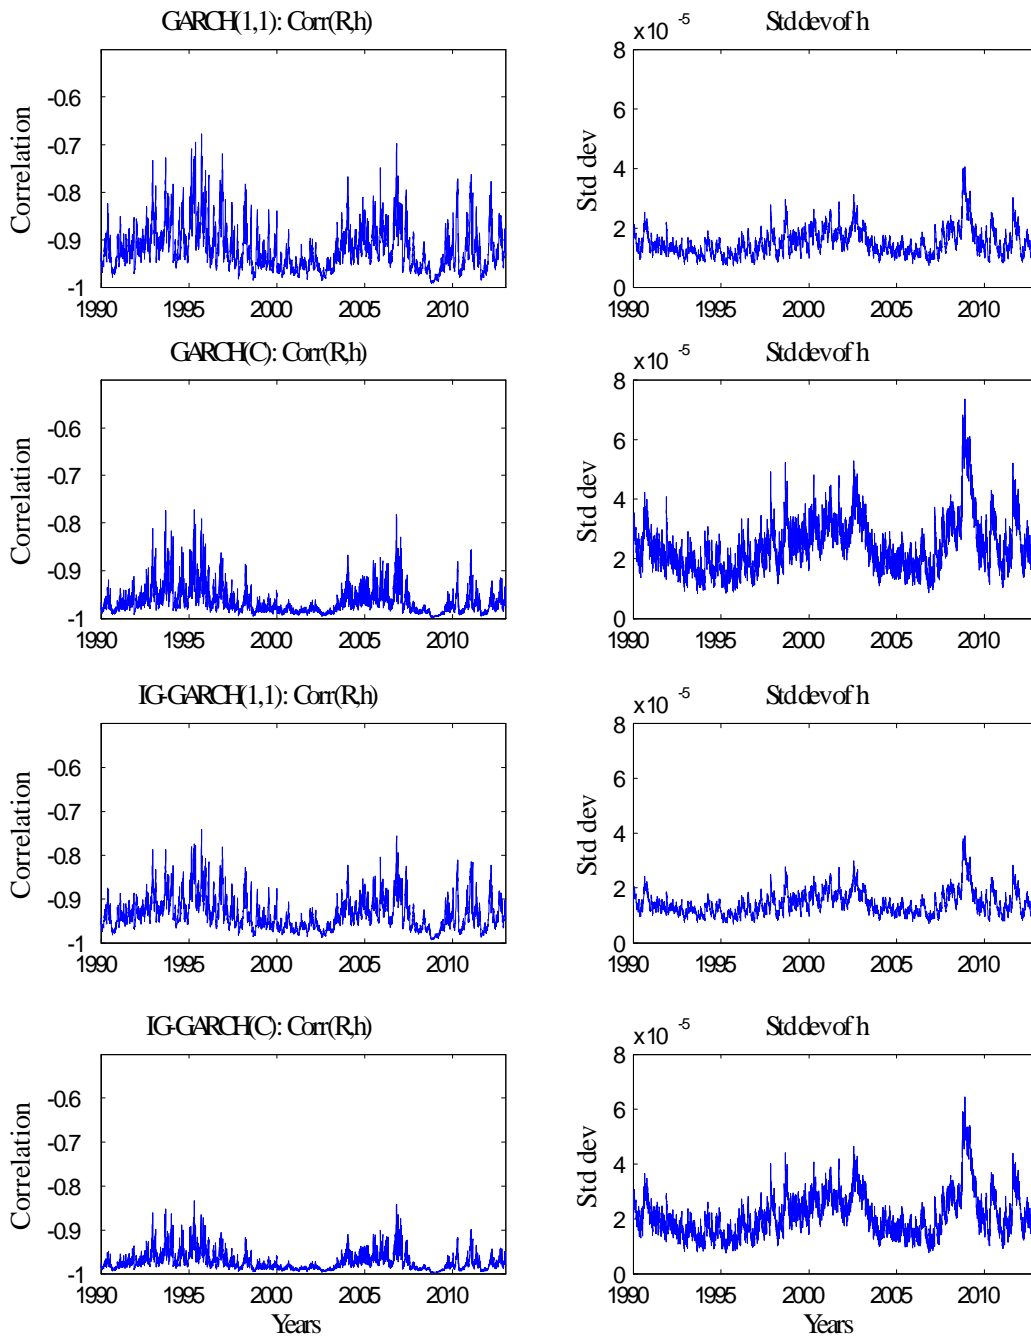 GARCH(1,1): Corr(R,h)
Correlation
-0.6
-0.7
-0.8
-0.9
-1
1990 1995 2000 2005 2010
Std dev of h
x 10 -5
Std dev
8
6
4
2
0
1990 1995 2000 2005 2010
GARCH(C): Corr(R,h)
Correlation
-0.6
-0.7
-0.8
-0.9
-1
1990 1995 2000 2005 2010
Std dev of h
x 10 -5
Std dev
8
6
4
2
0
1990 1995 2000 2005 2010
IG-GARCH(1,1): Corr(R,h)
Correlation
-0.6
-0.7
-0.8
-0.9
-1
1990 1995 2000 2005 2010
Std dev of h
x 10 -5
Std dev
8
6
4
2
0
1990 1995 2000 2005 2010
IG-GARCH(C): Corr(R,h)
Correlation
-0.6
-0.7
-0.8
-0.9
-1
1990 1995 2000 2005 2010
Years
Std dev of h
x 10 -5
Std dev
8
6
4
2
0
1990 1995 2000 2005 2010
Years